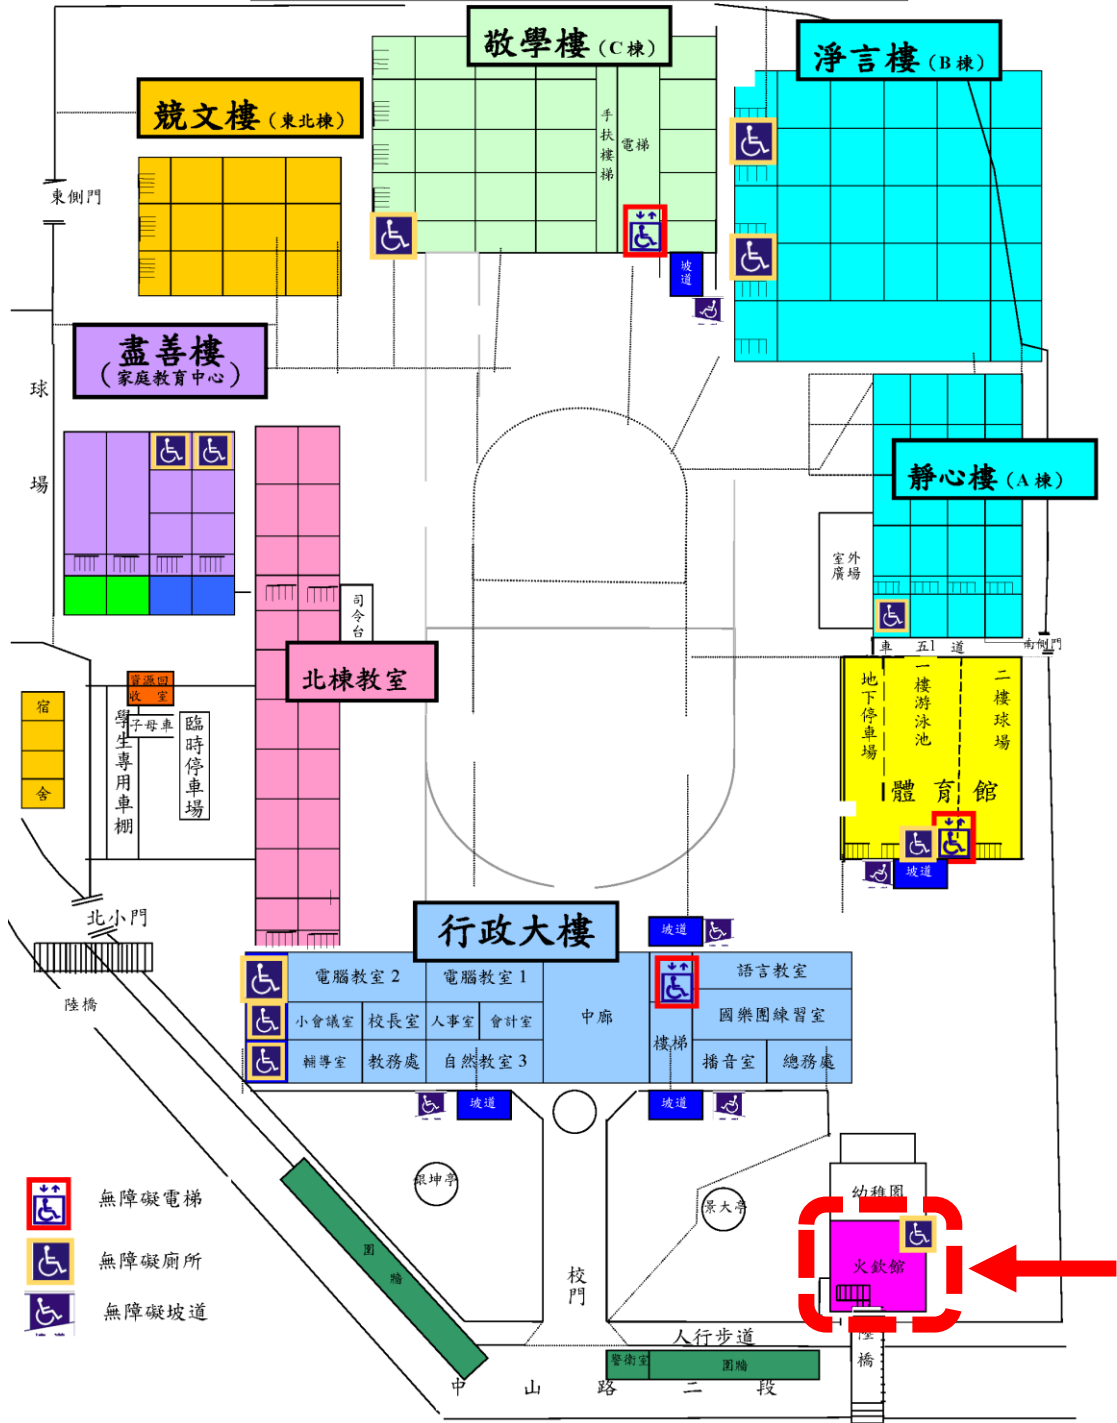 敬學樓（C棟）
淨言樓（B棟）
競文樓（東北棟）
手扶樓梯
電梯
東側門
坡道
盡善樓
（家庭教育中心）
球場
靜心樓（A棟）
室外
廣場
司令台
北棟教室
車五1道
南側門
資源回
收室
子母車
宿舍
學生專用車棚
臨時停車場
地下停車場
一樓游泳池
二樓球場
體育館
坡道
北小門
陸橋
行政大樓
坡道
電腦教室2
電腦教室1
中廊
語言教室
小會議室
校長室
人事室
會計室
樓梯
國樂團練習室
輔導室
教務處
自然教室3
播音室
總務處
坡道
坡道
銀坤亭
景大亭
幼稚園
火欽館
無障礙電梯
無障礙廁所
無障礙坡道
圍牆
校門
人行步道
陸橋
警衛室
圍牆
中山路二段